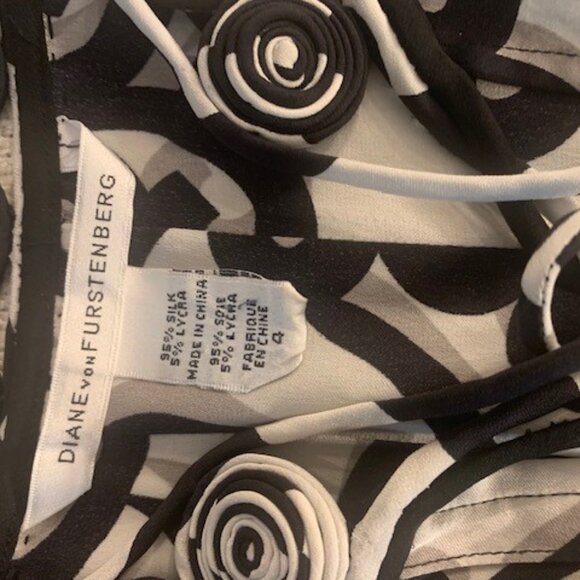 DIANE VON FURSTENBERG
95% SILK
5% LYCRA
MADE IN CHINA
95% SOIE
5% LYCRA
FABRIQUE
EN CHINE
4